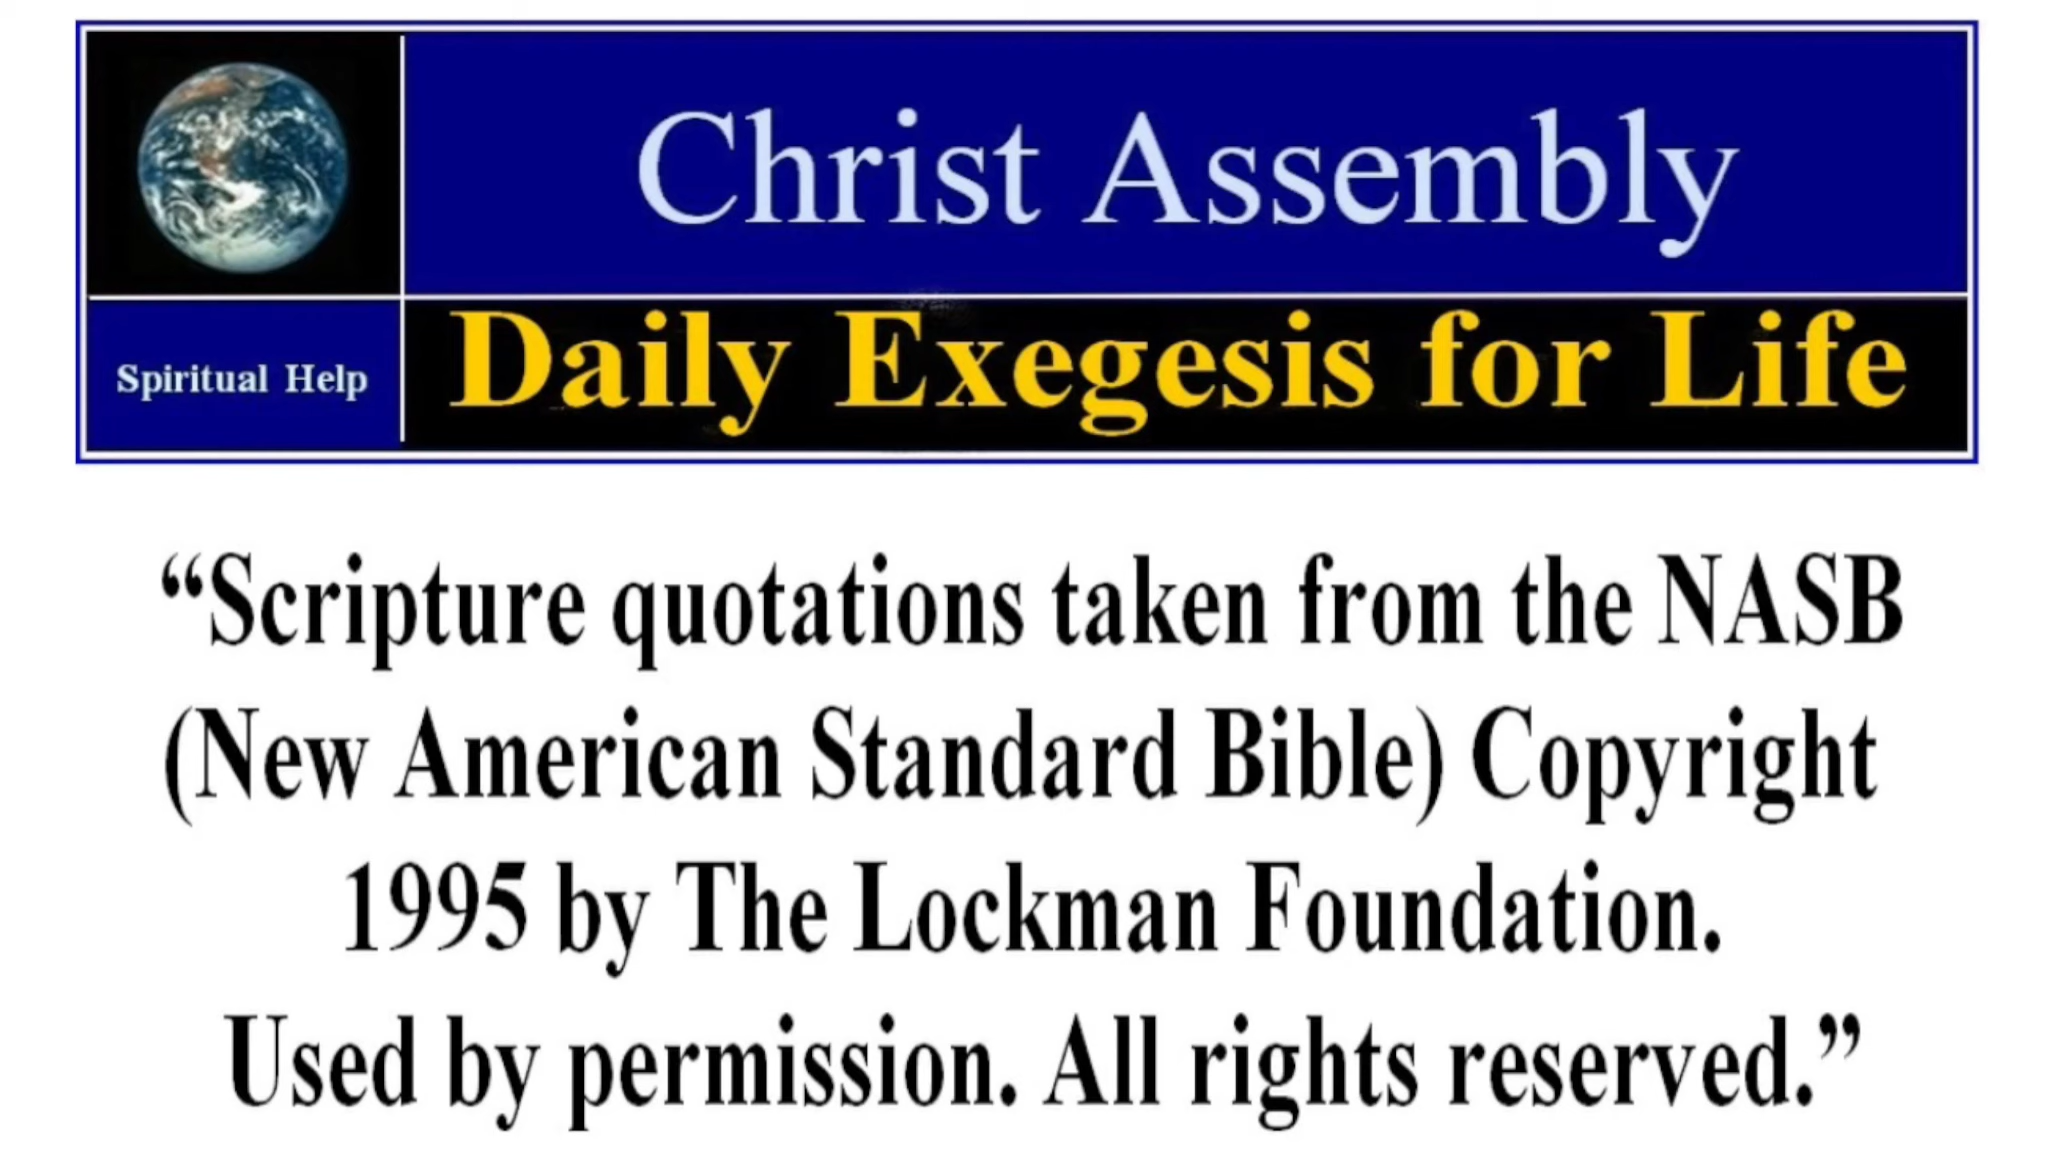 Christ Assembly
Spiritual Help
Daily Exegesis for Life
“Scripture quotations taken from the NASB
(New American Standard Bible) Copyright
1995 by The Lockman Foundation.
Used by permission. All rights reserved.”